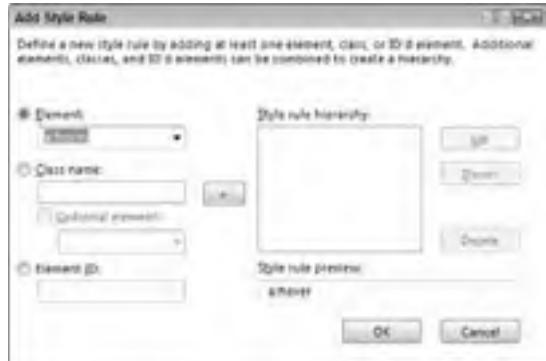 Add Style Rule
Define a new style rule by adding at least one element, class, or ID'd element. Additional
elements, classes, and ID'd elements can be combined to create a hierarchy.
Element:
a:hover
Style rule hierarchy:
Up
Class name:
Down
>
Optional element:
Delete
Element ID:
Style rule preview:
a:hover
OK
Cancel